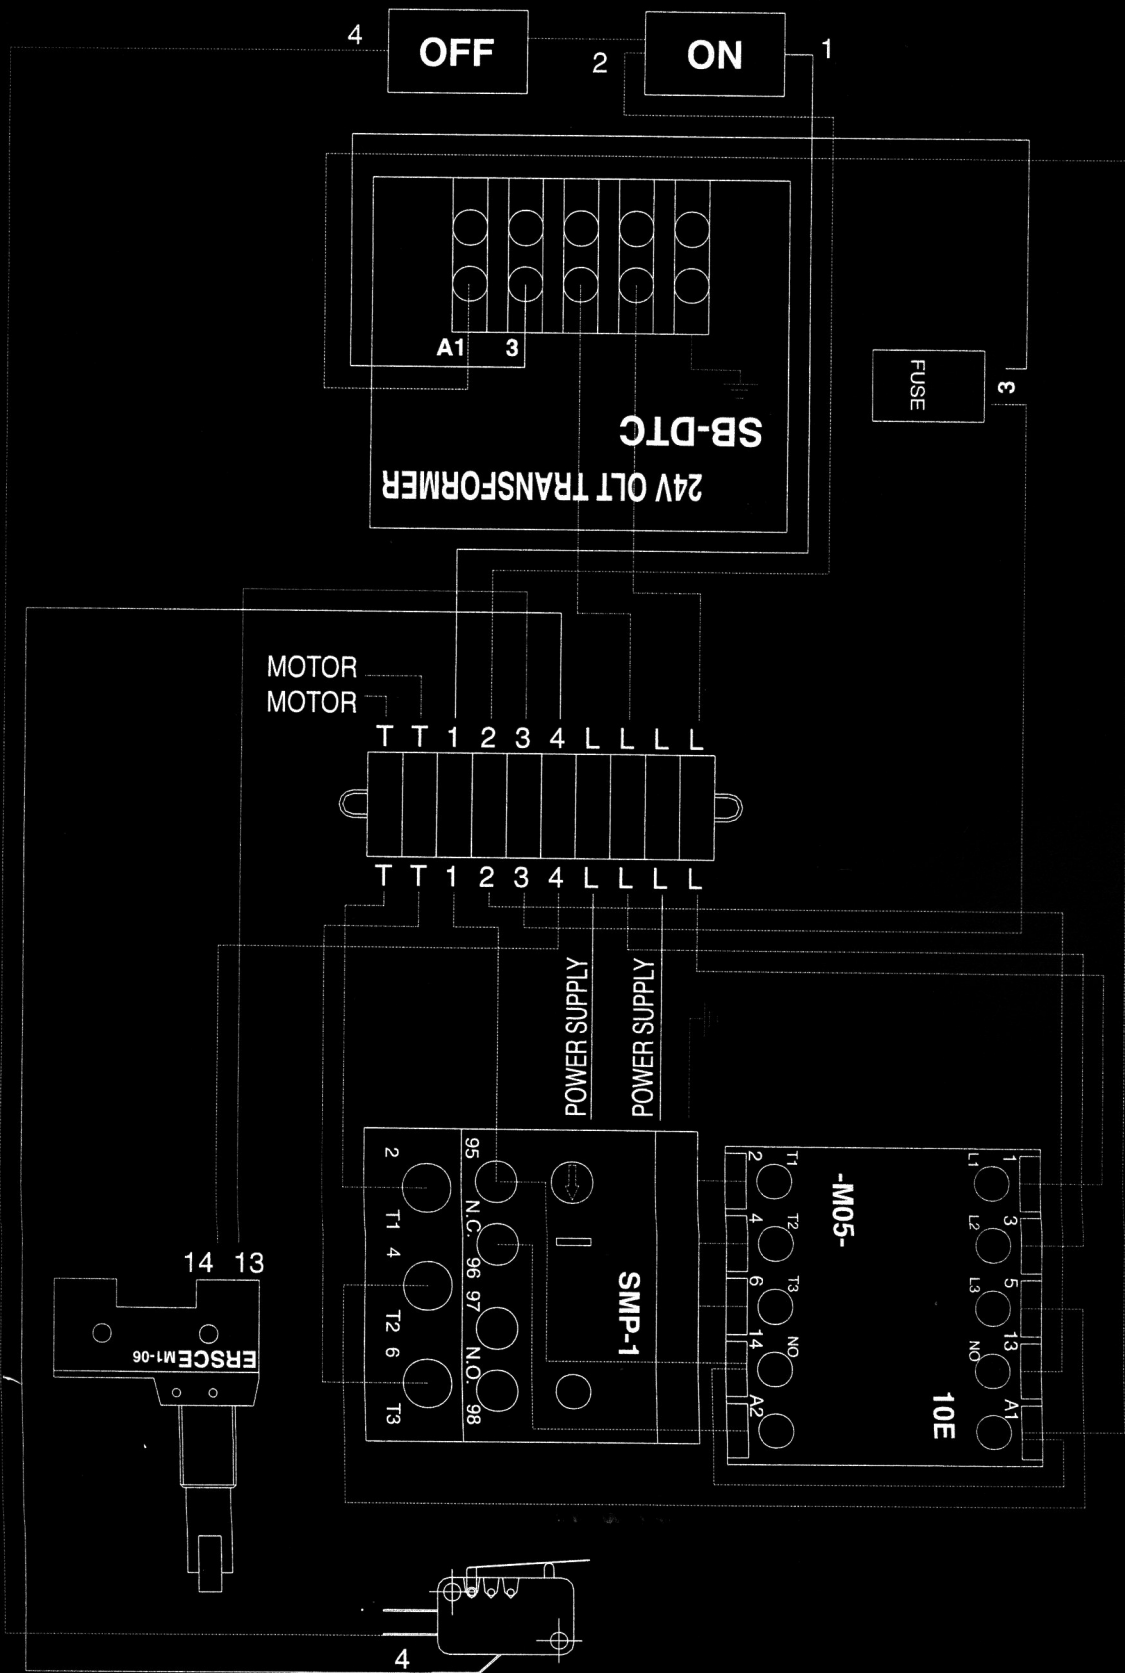 4 OFF 2 ON 1
A1 3
FUSE 3
SB-DTC
24V OLT TRANSFORMER
MOTOR
MOTOR
T T 1 2 3 4 L L L L
T T 1 2 3 4 L L L L
POWER SUPPLY
POWER SUPPLY
2 T1 4 T2 6 T3
95 N.C. 96 97 N.O. 98
SMP-1
2 4 6 14 A2
T1 T2 T3 NO
-M05-
10E
L1 L2 L3 NO
1 3 5 13 A1
14 13
ERSCE M1-06
4